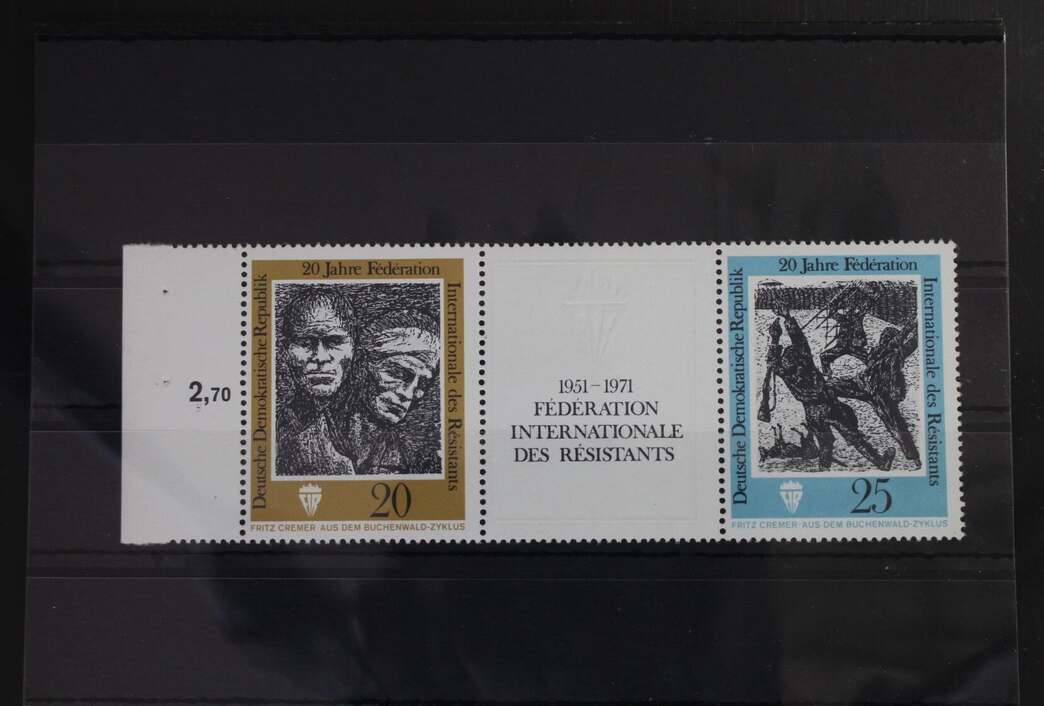 2,70
20 Jahre Fédération
Deutsche Demokratische Republik
Internationale des Résistants
FIR
20
FRITZ CREMER · AUS DEM BUCHENWALD-ZYKLUS
1951–1971
FÉDÉRATION
INTERNATIONALE
DES RÉSISTANTS
20 Jahre Fédération
Deutsche Demokratische Republik
Internationale des Résistants
FIR
25
FRITZ CREMER · AUS DEM BUCHENWALD-ZYKLUS